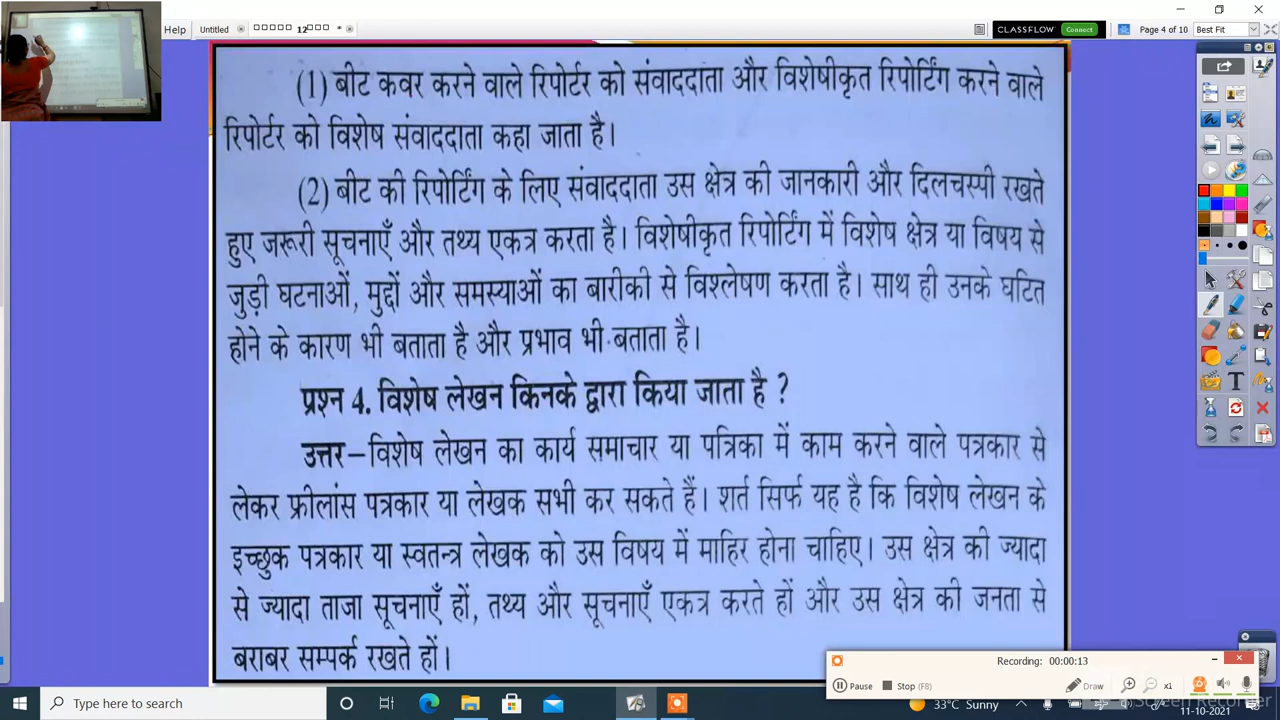 Help
Untitled
12
*
CLASSFLOW
Connect
Page 4 of 10
Best Fit
(1) बीट कवर करने वाले रिपोर्टर को संवाददाता और विशेषीकृत रिपोर्टिंग करने वाले
रिपोर्टर को विशेष संवाददाता कहा जाता है।
(2) बीट की रिपोर्टिंग के लिए संवाददाता उस क्षेत्र की जानकारी और दिलचस्पी रखते
हुए जरूरी सूचनाएँ और तथ्य एकत्र करता है। विशेषीकृत रिपोर्टिंग में विशेष क्षेत्र या विषय से
जुड़ी घटनाओं, मुद्दों और समस्याओं का बारीकी से विश्लेषण करता है। साथ ही उनके घटित
होने के कारण भी बताता है और प्रभाव भी बताता है।
प्रश्न 4. विशेष लेखन किनके द्वारा किया जाता है ?
उत्तर–विशेष लेखन का कार्य समाचार या पत्रिका में काम करने वाले पत्रकार से
लेकर फ्रीलांस पत्रकार या लेखक सभी कर सकते हैं। शर्त सिर्फ यह है कि विशेष लेखन के
इच्छुक पत्रकार या स्वतन्त्र लेखक को उस विषय में माहिर होना चाहिए। उस क्षेत्र की ज्यादा
से ज्यादा ताजा सूचनाएँ हों, तथ्य और सूचनाएँ एकत्र करते हों और उस क्षेत्र की जनता से
बराबर सम्पर्क रखते हों।
Recording: 00:00:13
Pause
Stop (F8)
Draw
x1
Screen Recorder
Type here to search
33°C Sunny
11-10-2021